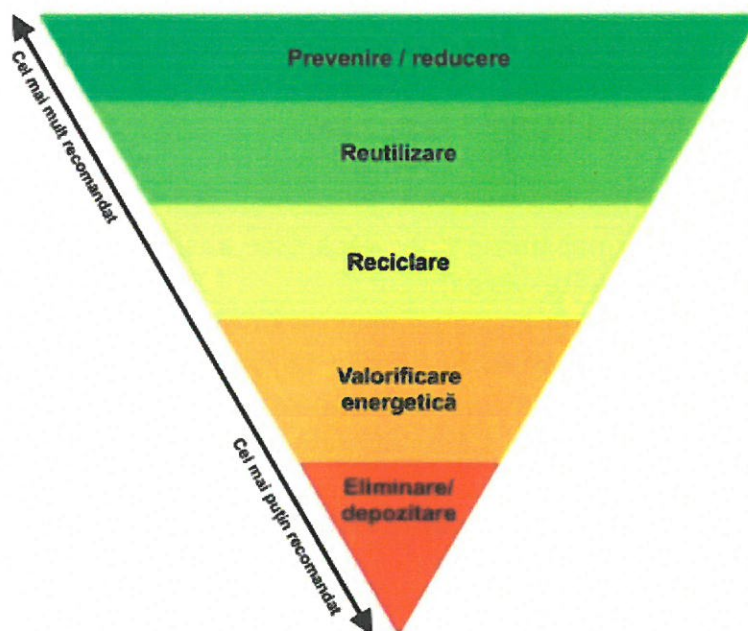 Prevenire / reducere
Reutilizare
Reciclare
Valorificare
energetică
Eliminare/
depozitare
Cel mai mult recomandat
Cel mai puțin recomandat